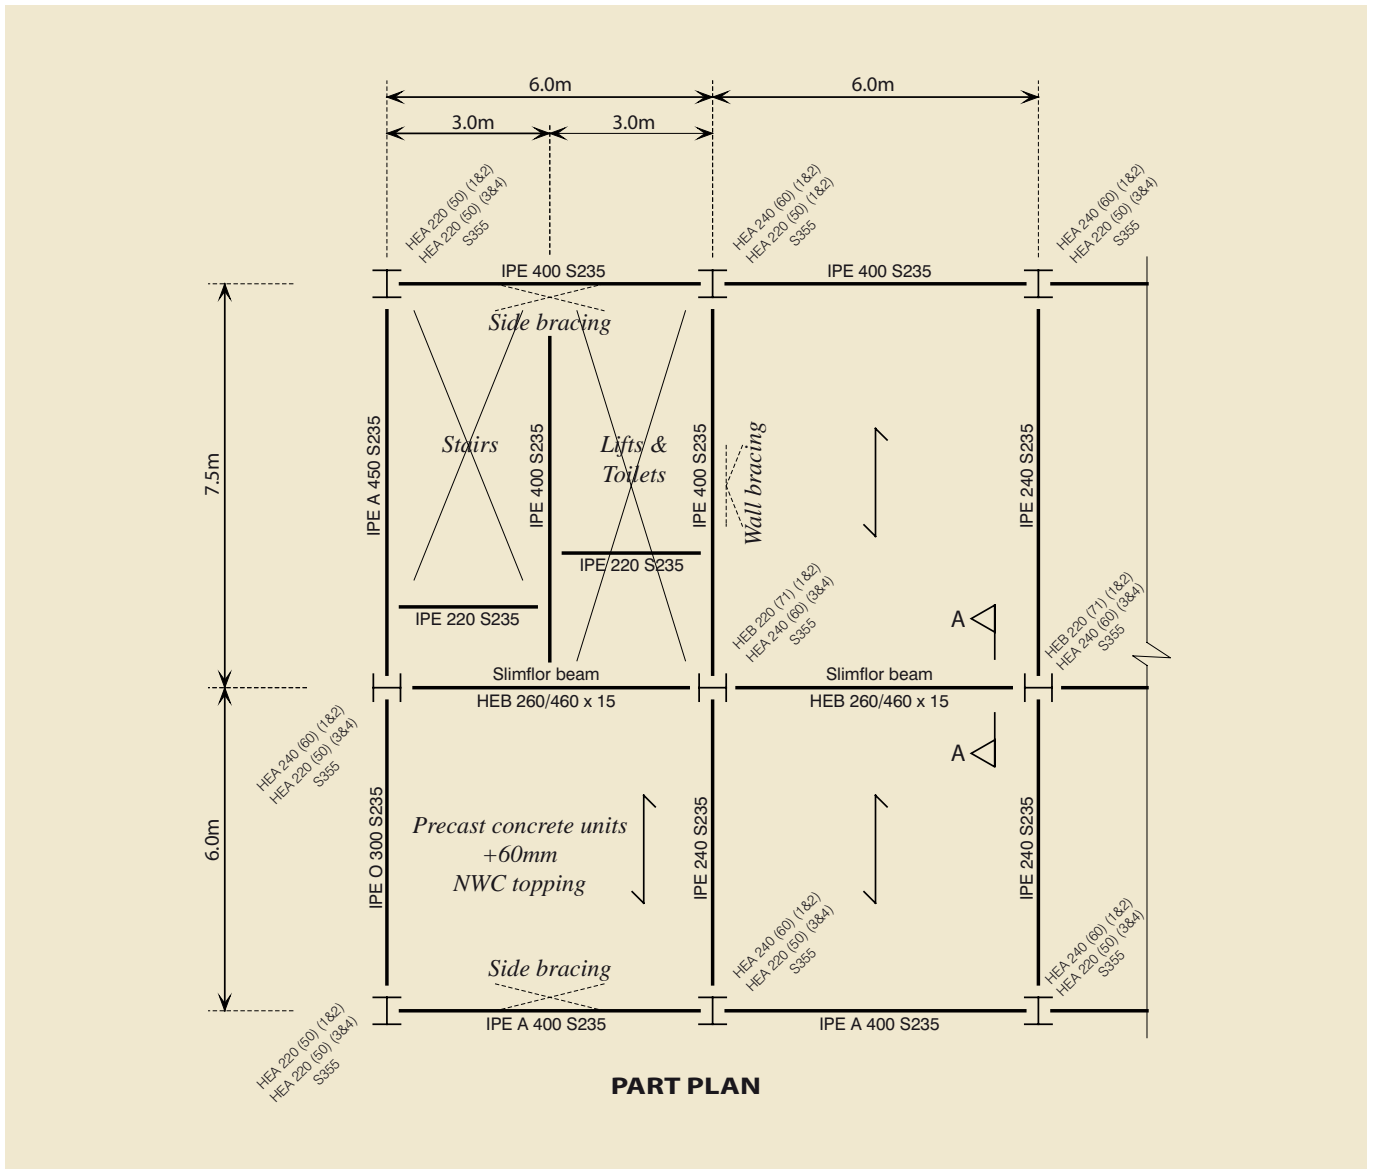 6.0m
6.0m
3.0m
3.0m
HEA 220 (50) (1&2)
HEA 220 (50) (3&4)
S355
HEA 240 (60) (1&2)
HEA 220 (50) (1&2)
S355
HEA 240 (60) (1&2)
HEA 220 (50) (3&4)
S355
IPE 400 S235
IPE 400 S235
Side bracing
7.5m
IPE A 450 S235
Stairs
IPE 400 S235
Lifts &
Toilets
IPE 400 S235
Wall bracing
IPE 240 S235
IPE 220 S235
IPE 220 S235
HEB 220 (71) (1&2)
HEA 240 (60) (3&4)
S355
A
HEB 220 (71) (1&2)
HEA 240 (60) (3&4)
S355
Slimflor beam
HEB 260/460 x 15
Slimflor beam
HEB 260/460 x 15
HEA 240 (60) (1&2)
HEA 220 (50) (3&4)
S355
A
6.0m
IPE O 300 S235
Precast concrete units
+60mm
NWC topping
IPE 240 S235
IPE 240 S235
HEA 240 (60) (1&2)
HEA 220 (50) (3&4)
S355
HEA 240 (60) (1&2)
HEA 220 (50) (3&4)
S355
Side bracing
IPE A 400 S235
IPE A 400 S235
HEA 220 (50) (1&2)
HEA 220 (50) (3&4)
S355
PART PLAN